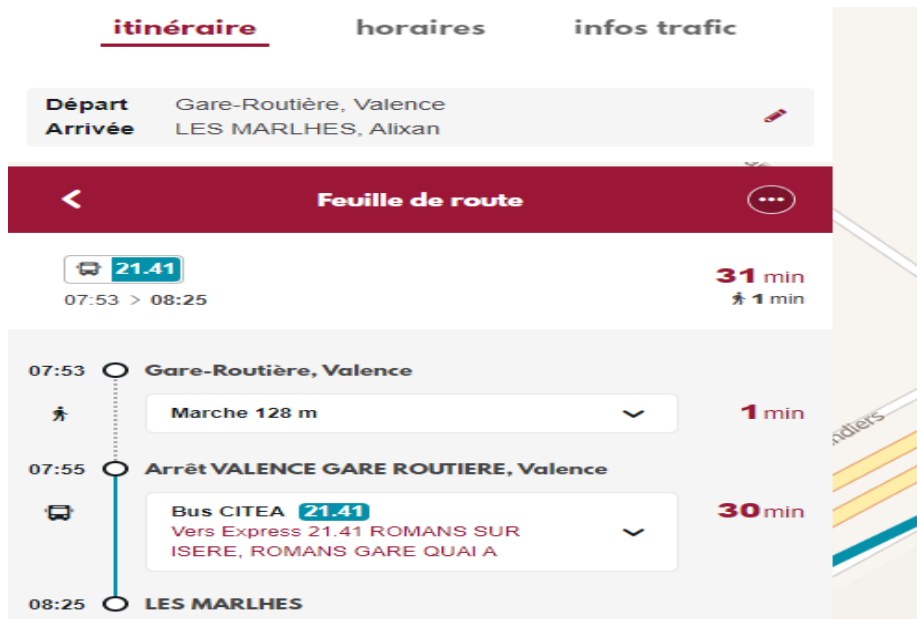 itinéraire horaires infos trafic
Départ Gare-Routière, Valence
Arrivée LES MARLHES, Alixan
Feuille de route
21.41 31 min
07:53 > 08:25 1 min
07:53 Gare-Routière, Valence
Marche 128 m 1 min
07:55 Arrêt VALENCE GARE ROUTIERE, Valence
Bus CITEA 21.41 30 min
Vers Express 21.41 ROMANS SUR
ISERE, ROMANS GARE QUAI A
08:25 LES MARLHES
ndiers